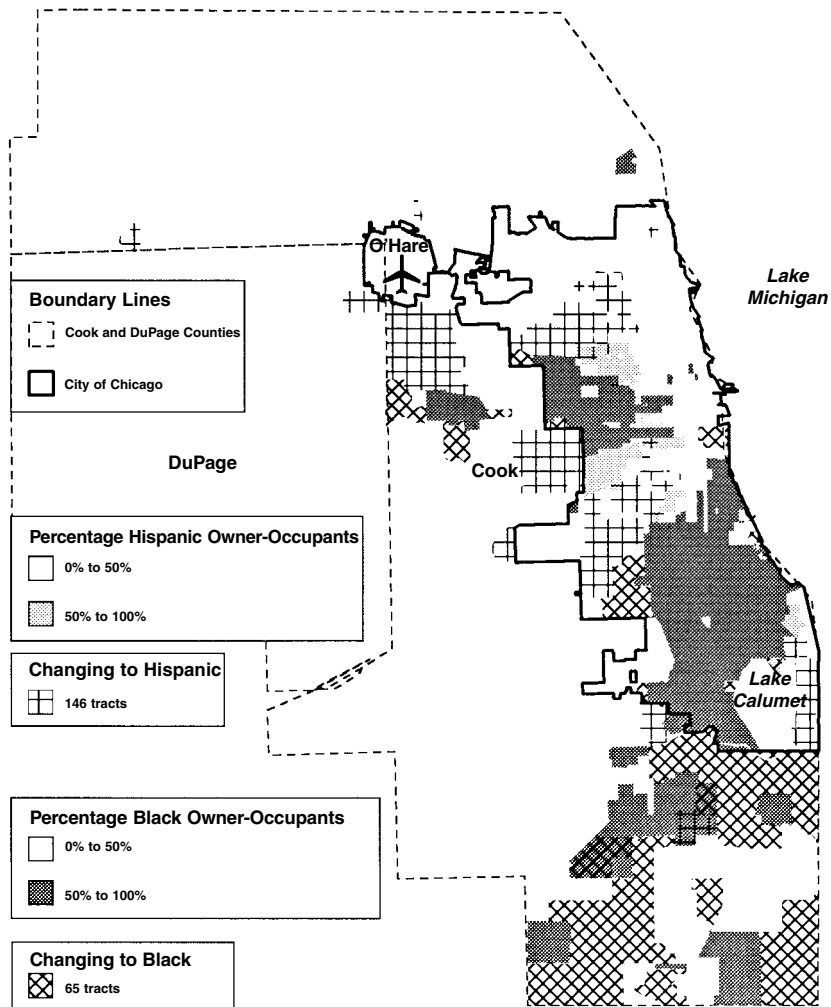 O'Hare
Lake
Michigan
Boundary Lines
Cook and DuPage Counties
City of Chicago
DuPage
Cook
Percentage Hispanic Owner-Occupants
0% to 50%
50% to 100%
Changing to Hispanic
146 tracts
Lake
Calumet
Percentage Black Owner-Occupants
0% to 50%
50% to 100%
Changing to Black
65 tracts